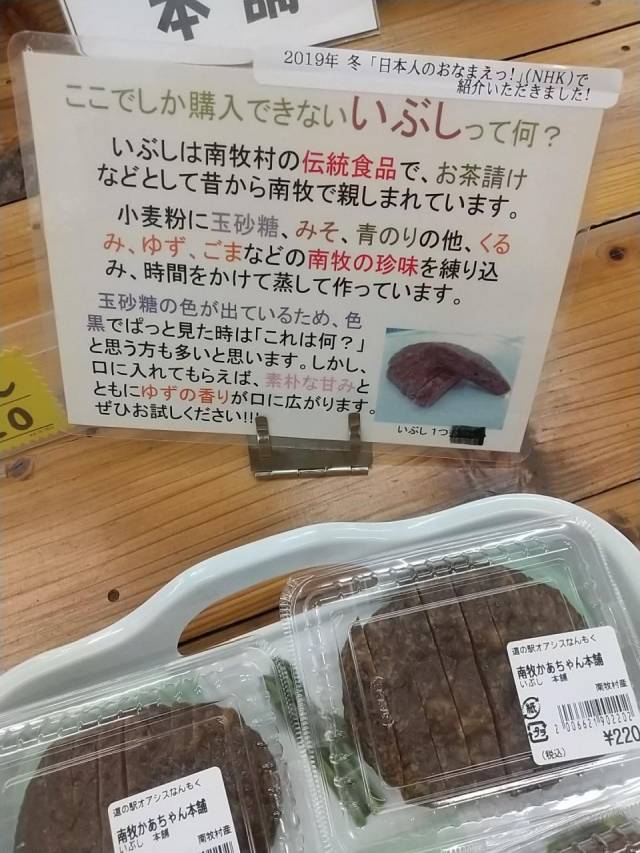 本舗
2019年 冬「日本人のおなまえっ!」(NHK)で
紹介いただきました!
ここでしか購入できないいぶしって何?
いぶしは南牧村の伝統食品で、お茶請け
などとして昔から南牧で親しまれています。
小麦粉に玉砂糖、みそ、青のりの他、くる
み、ゆず、ごまなどの南牧の珍味を練り込
み、時間をかけて蒸して作っています。
玉砂糖の色が出ているため、色
黒でぱっと見た時は「これは何?」
と思う方も多いと思います。しかし、
口に入れてもらえば、素朴な甘みと
ともにゆずの香りが口に広がります。
ぜひお試しください!!!
いぶし 1つ
道の駅オアシスなんもく
南牧かあちゃん本舗
いぶし 本舗
南牧村産
紙
プラ
2 006621 902202
¥220
(税込)
道の駅オアシスなんもく
南牧かあちゃん本舗
いぶし 本舗
南牧村産